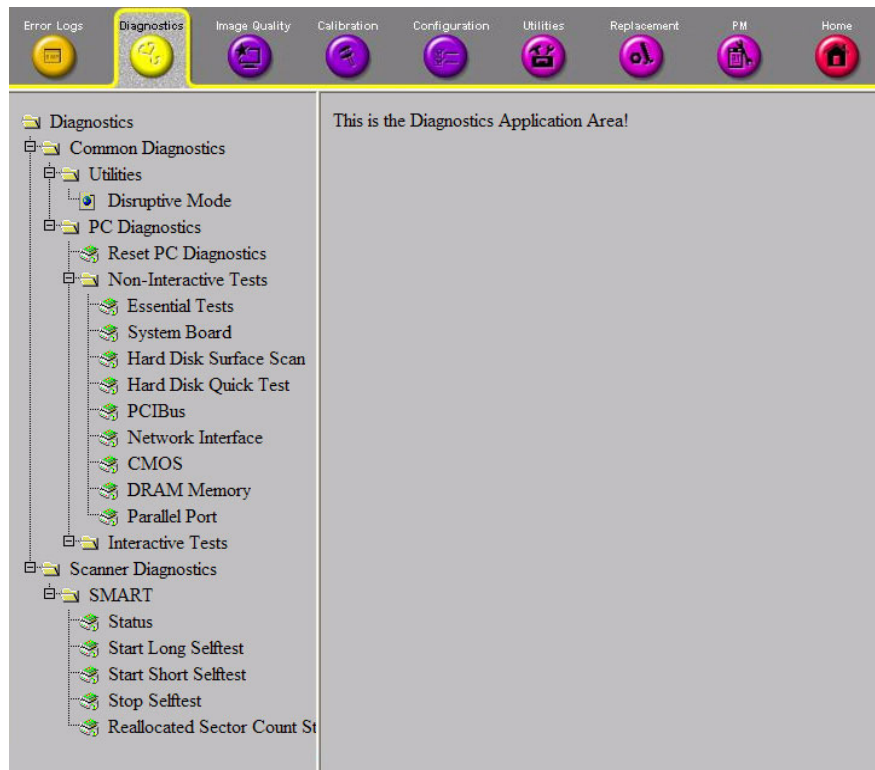 Error Logs
Diagnostics
Image Quality
Calibration
Configuration
Utilities
Replacement
PM
Home
Diagnostics
This is the Diagnostics Application Area!
Common Diagnostics
Utilities
Disruptive Mode
PC Diagnostics
Reset PC Diagnostics
Non-Interactive Tests
Essential Tests
System Board
Hard Disk Surface Scan
Hard Disk Quick Test
PCIBus
Network Interface
CMOS
DRAM Memory
Parallel Port
Interactive Tests
Scanner Diagnostics
SMART
Status
Start Long Selftest
Start Short Selftest
Stop Selftest
Reallocated Sector Count St